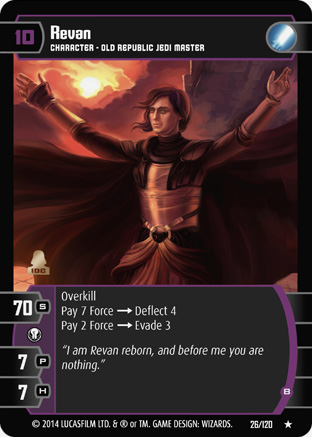 10
Revan
CHARACTER - OLD REPUBLIC JEDI MASTER
IDC
70 S
Overkill
Pay 7 Force → Deflect 4
Pay 2 Force → Evade 3
7 P
“I am Revan reborn, and before me you are
nothing.”
7 H
B
© 2014 LUCASFILM LTD. & ® or TM. GAME DESIGN: WIZARDS.
26/120 ★